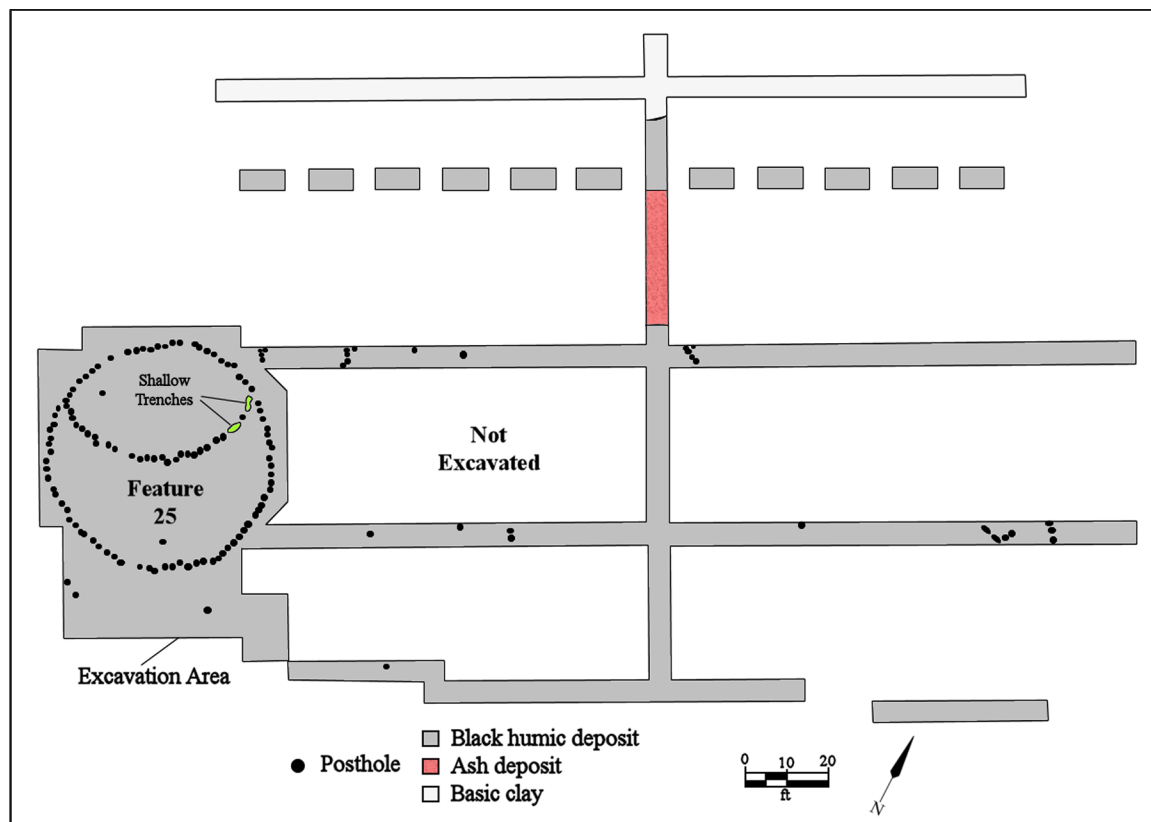 Shallow
Trenches
Not
Excavated
Feature
25
Excavation Area
Posthole
Black humic deposit
Ash deposit
Basic clay
0 10 20
ft
N